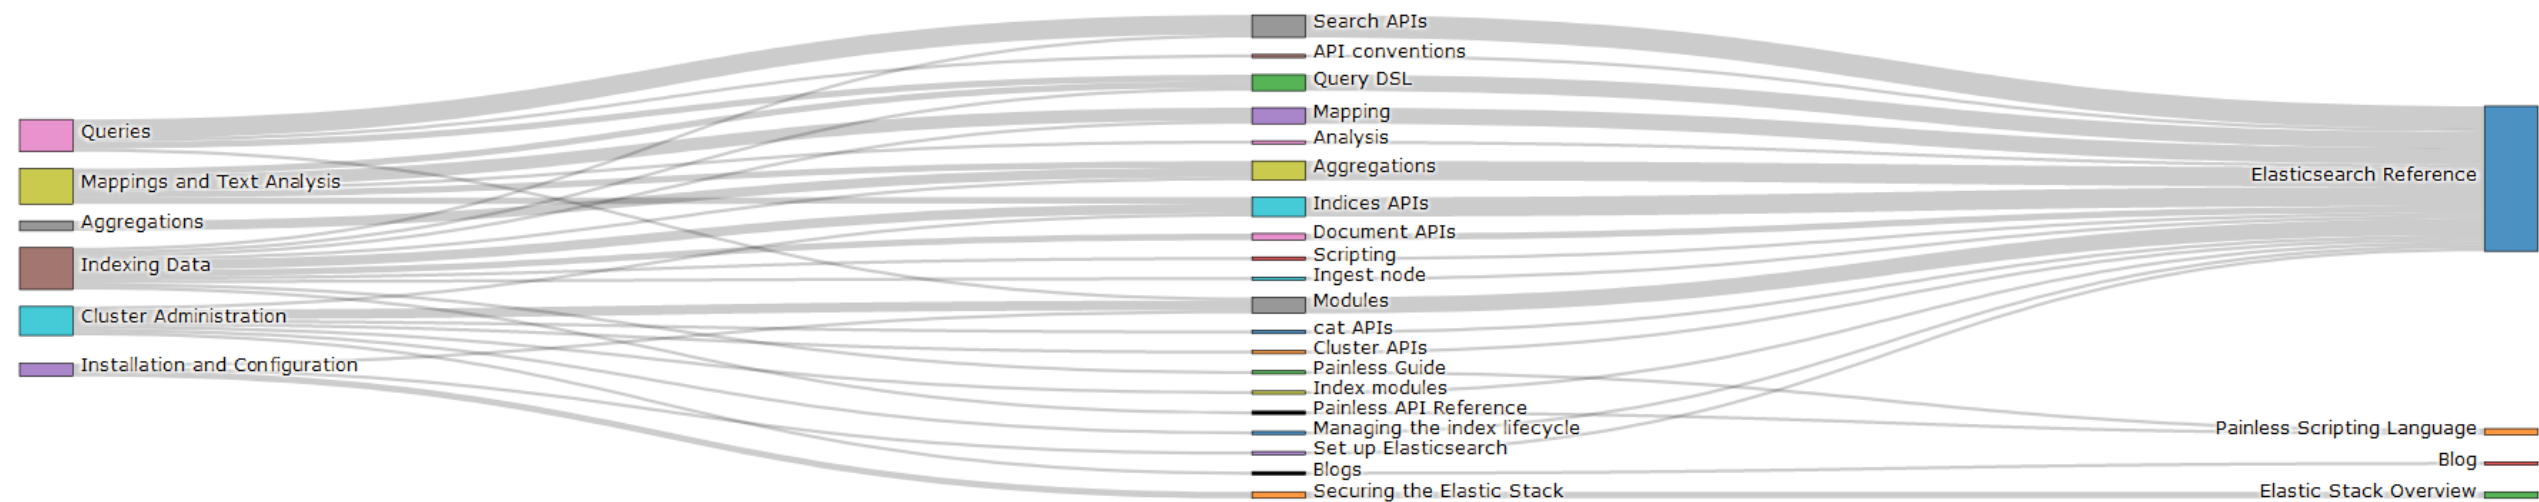 Queries
Mappings and Text Analysis
Aggregations
Indexing Data
Cluster Administration
Installation and Configuration
Search APIs
API conventions
Query DSL
Mapping
Analysis
Aggregations
Indices APIs
Document APIs
Scripting
Ingest node
Modules
cat APIs
Cluster APIs
Painless Guide
Index modules
Painless API Reference
Managing the index lifecycle
Set up Elasticsearch
Blogs
Securing the Elastic Stack
Elasticsearch Reference
Painless Scripting Language
Blog
Elastic Stack Overview